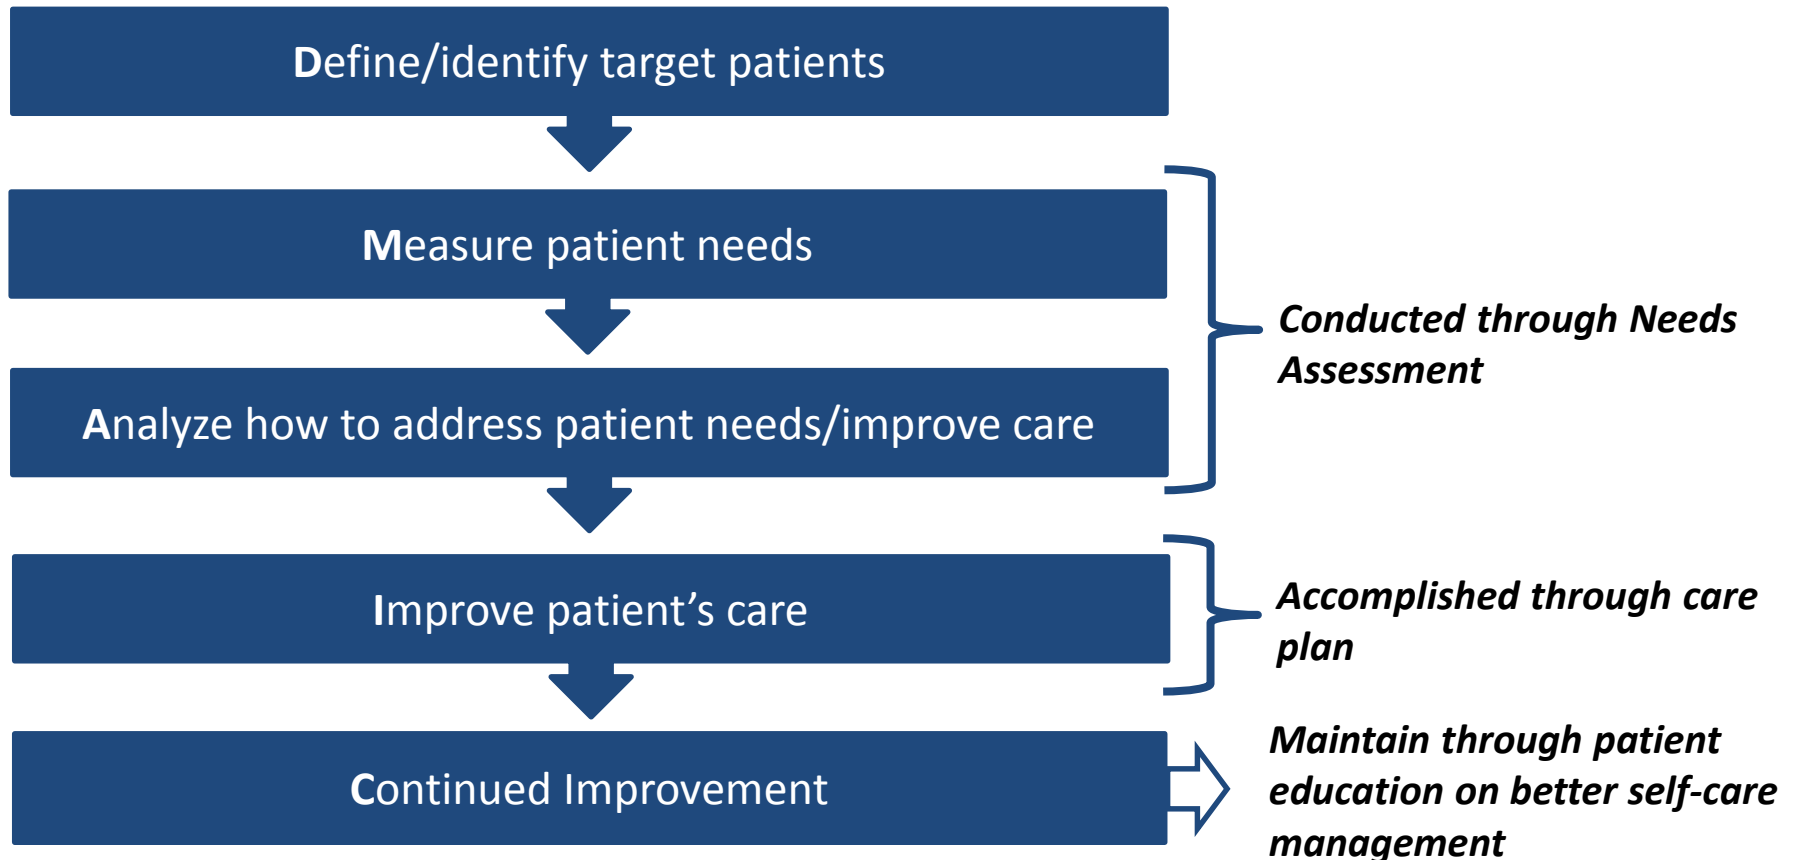 Define/identify target patients
Measure patient needs
Conducted through Needs
Assessment
Analyze how to address patient needs/improve care
Improve patient’s care
Accomplished through care
plan
Continued Improvement
Maintain through patient
education on better self-care
management